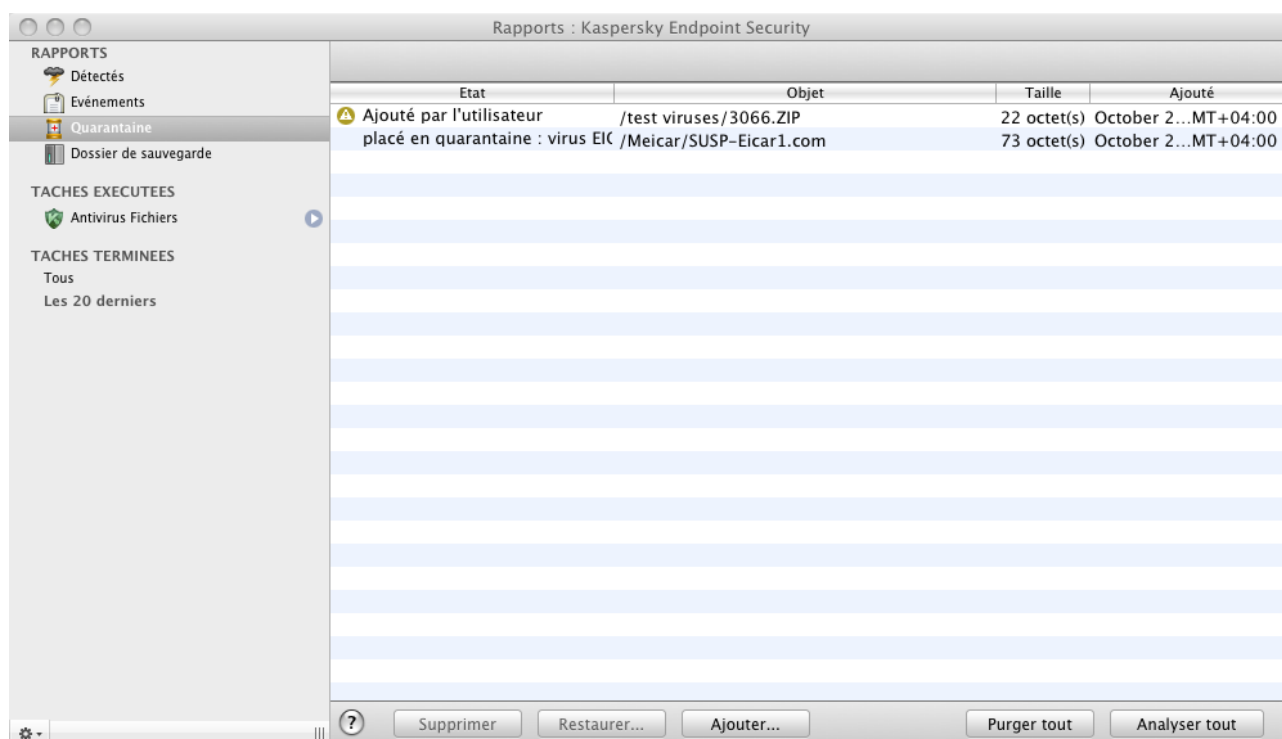 Rapports : Kaspersky Endpoint Security
RAPPORTS
Détectés
Evénements
Quarantaine
Dossier de sauvegarde
TACHES EXECUTEES
Antivirus Fichiers
TACHES TERMINEES
Tous
Les 20 derniers
Etat Objet Taille Ajouté
Ajouté par l'utilisateur /test viruses/3066.ZIP 22 octet(s) October 2...MT+04:00
placé en quarantaine : virus EI /Meicar/SUSP-Eicar1.com 73 octet(s) October 2...MT+04:00
? Supprimer Restaurer... Ajouter... Purger tout Analyser tout